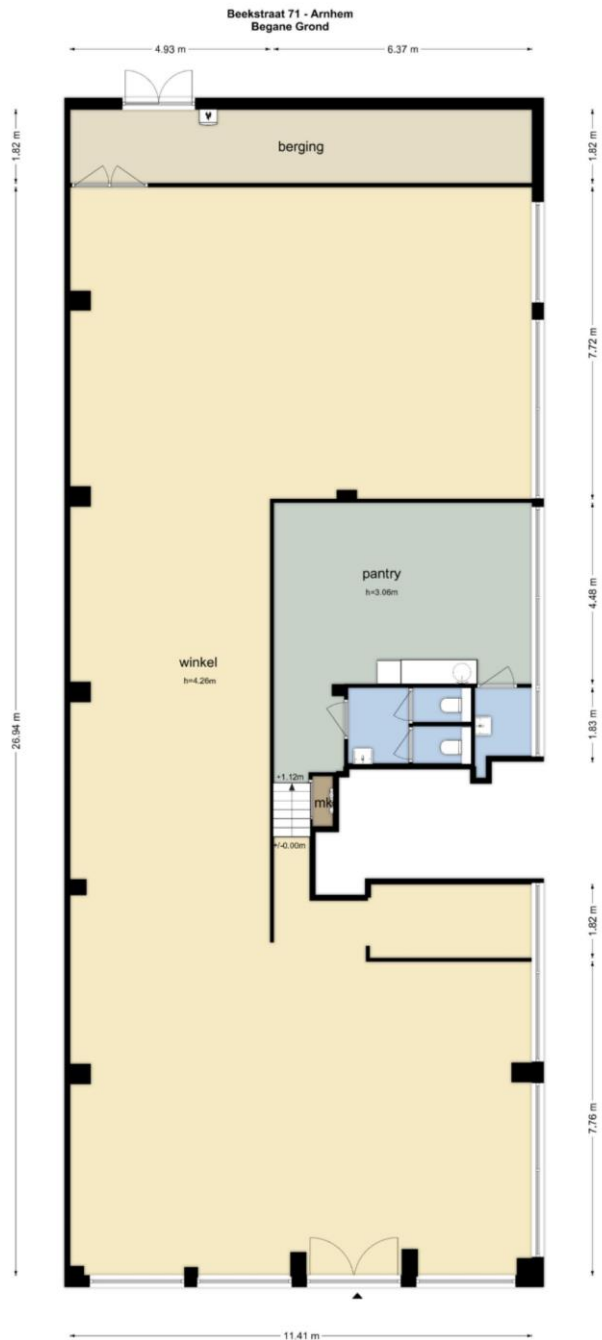 Beekstraat 71 - Arnhem
Begane Grond
4.93 m
6.37 m
1.82 m
berging
1.82 m
7.72 m
pantry
h=3.06m
4.48 m
winkel
h=4.26m
26.94 m
1.83 m
+1.12m
mk
+/-0.00m
1.82 m
7.76 m
11.41 m